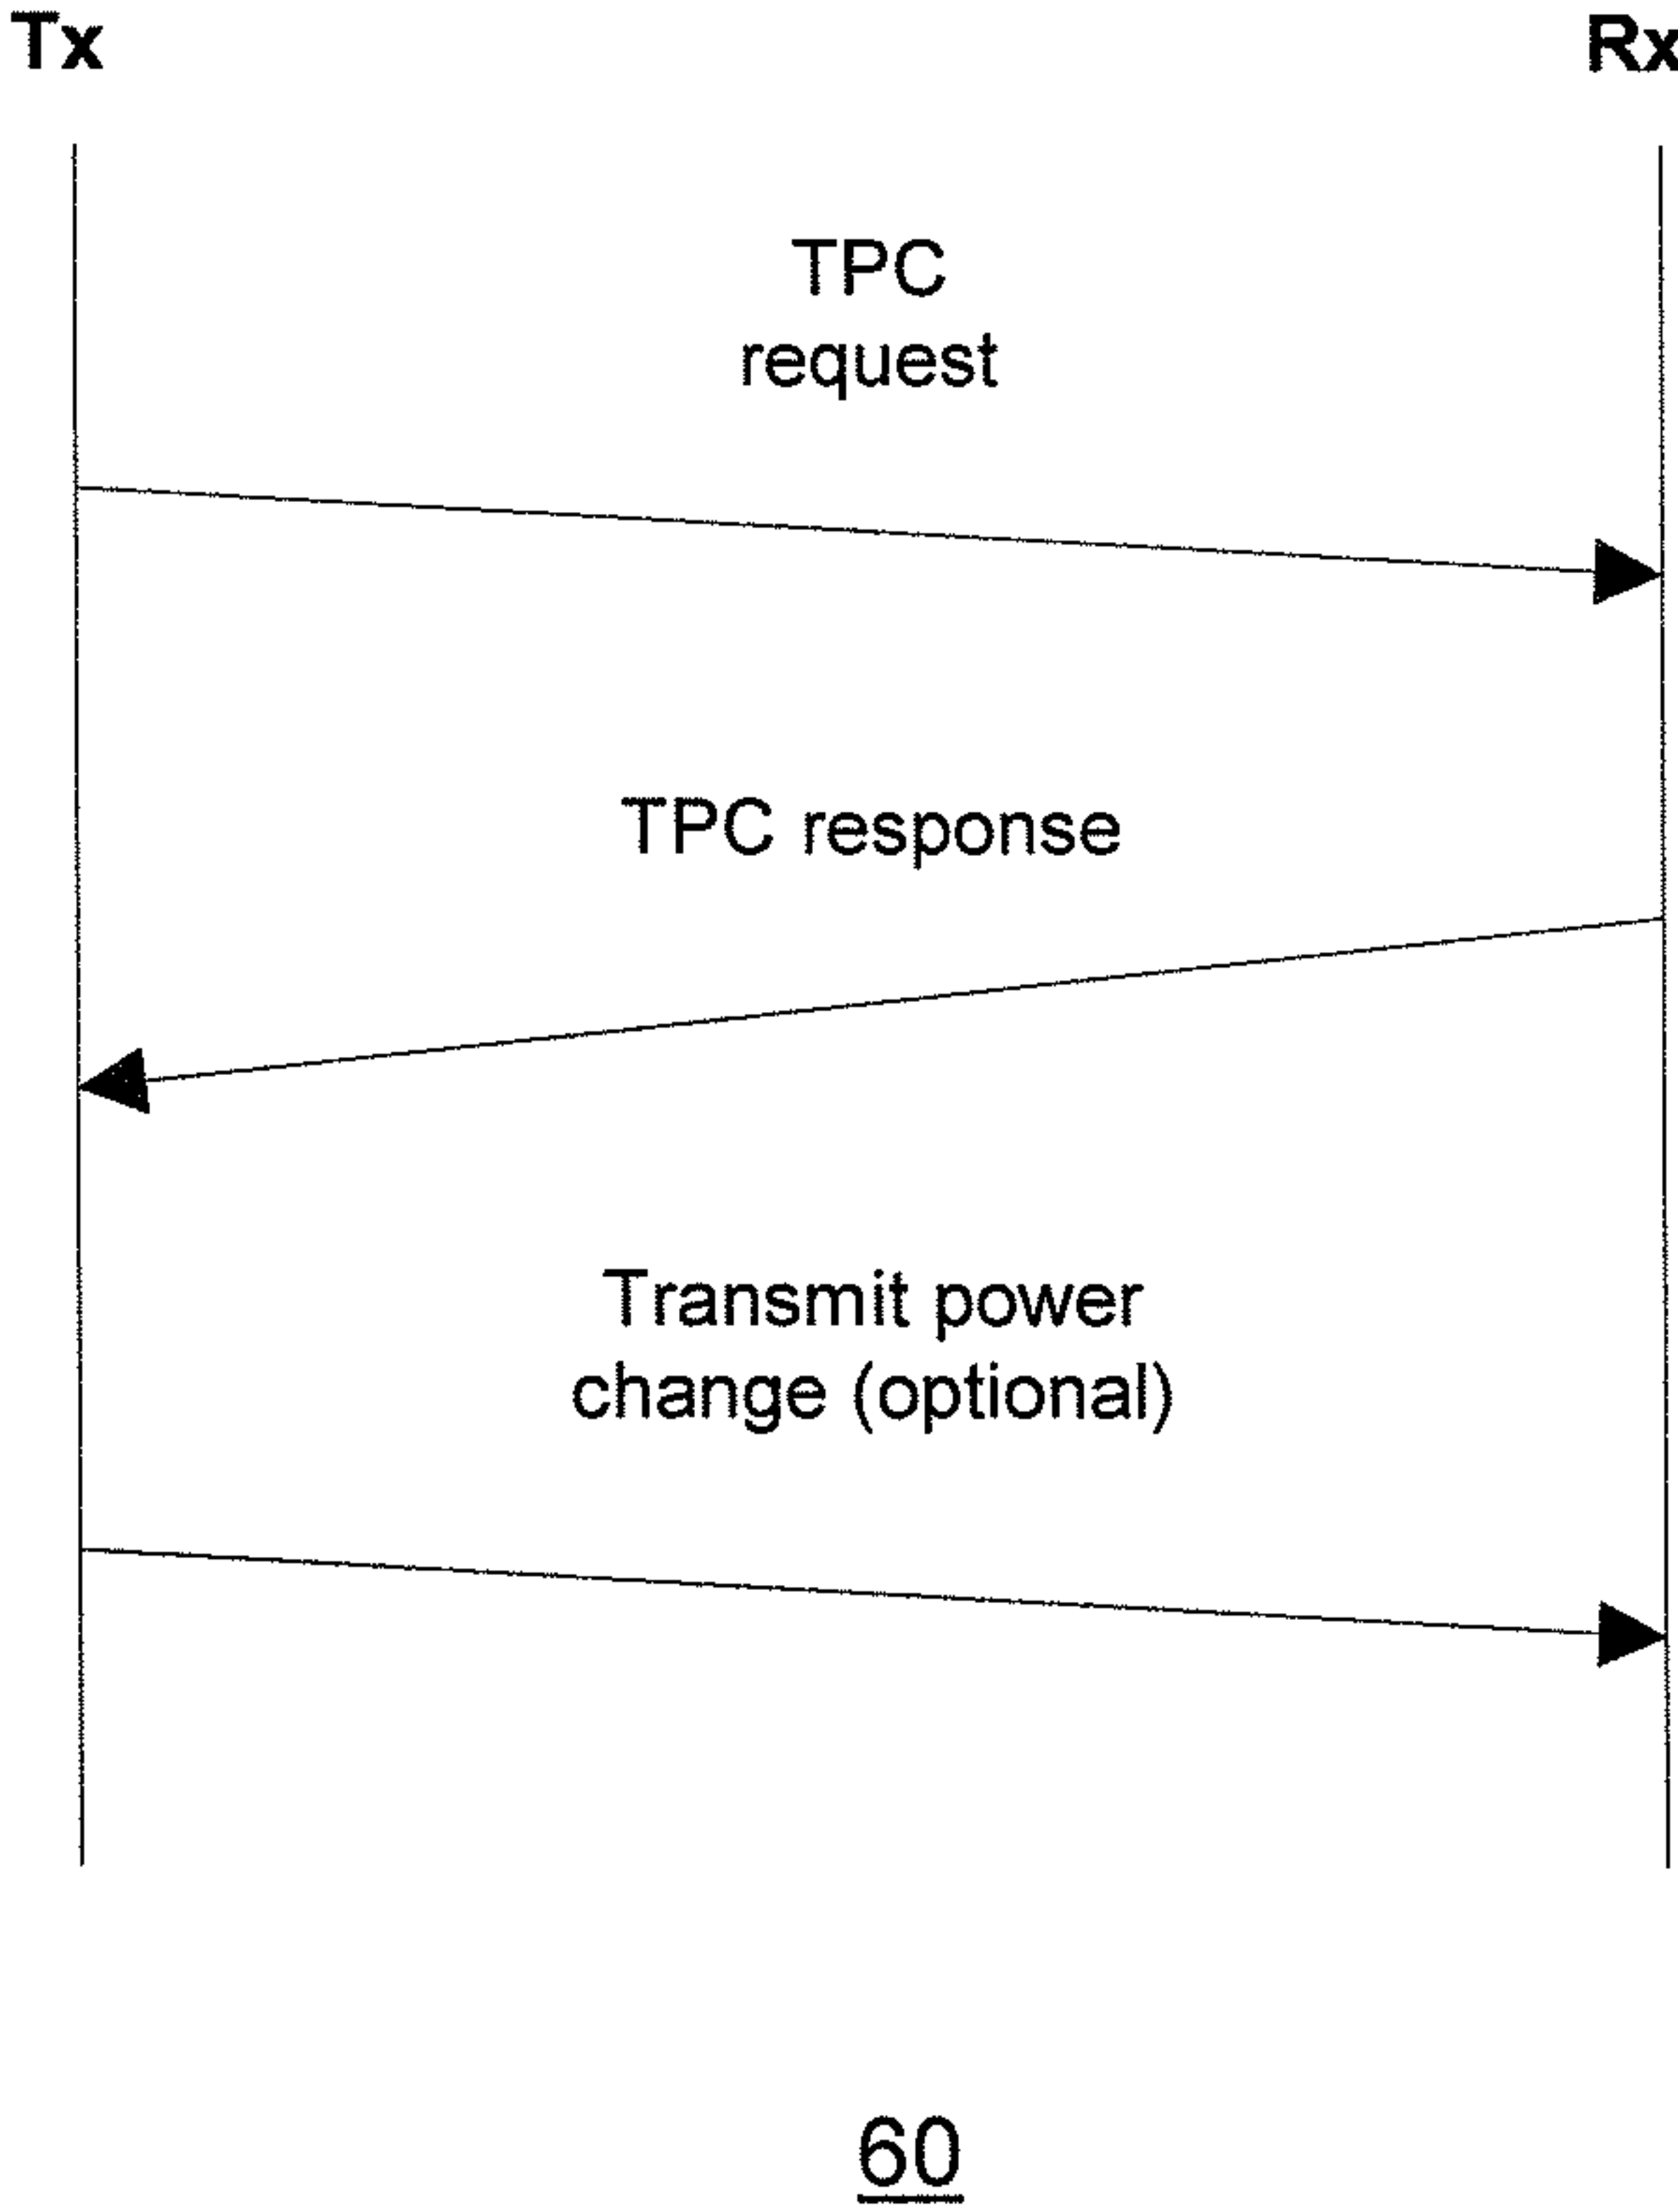 Tx Rx
TPC
request
TPC response
Transmit power
change (optional)
60